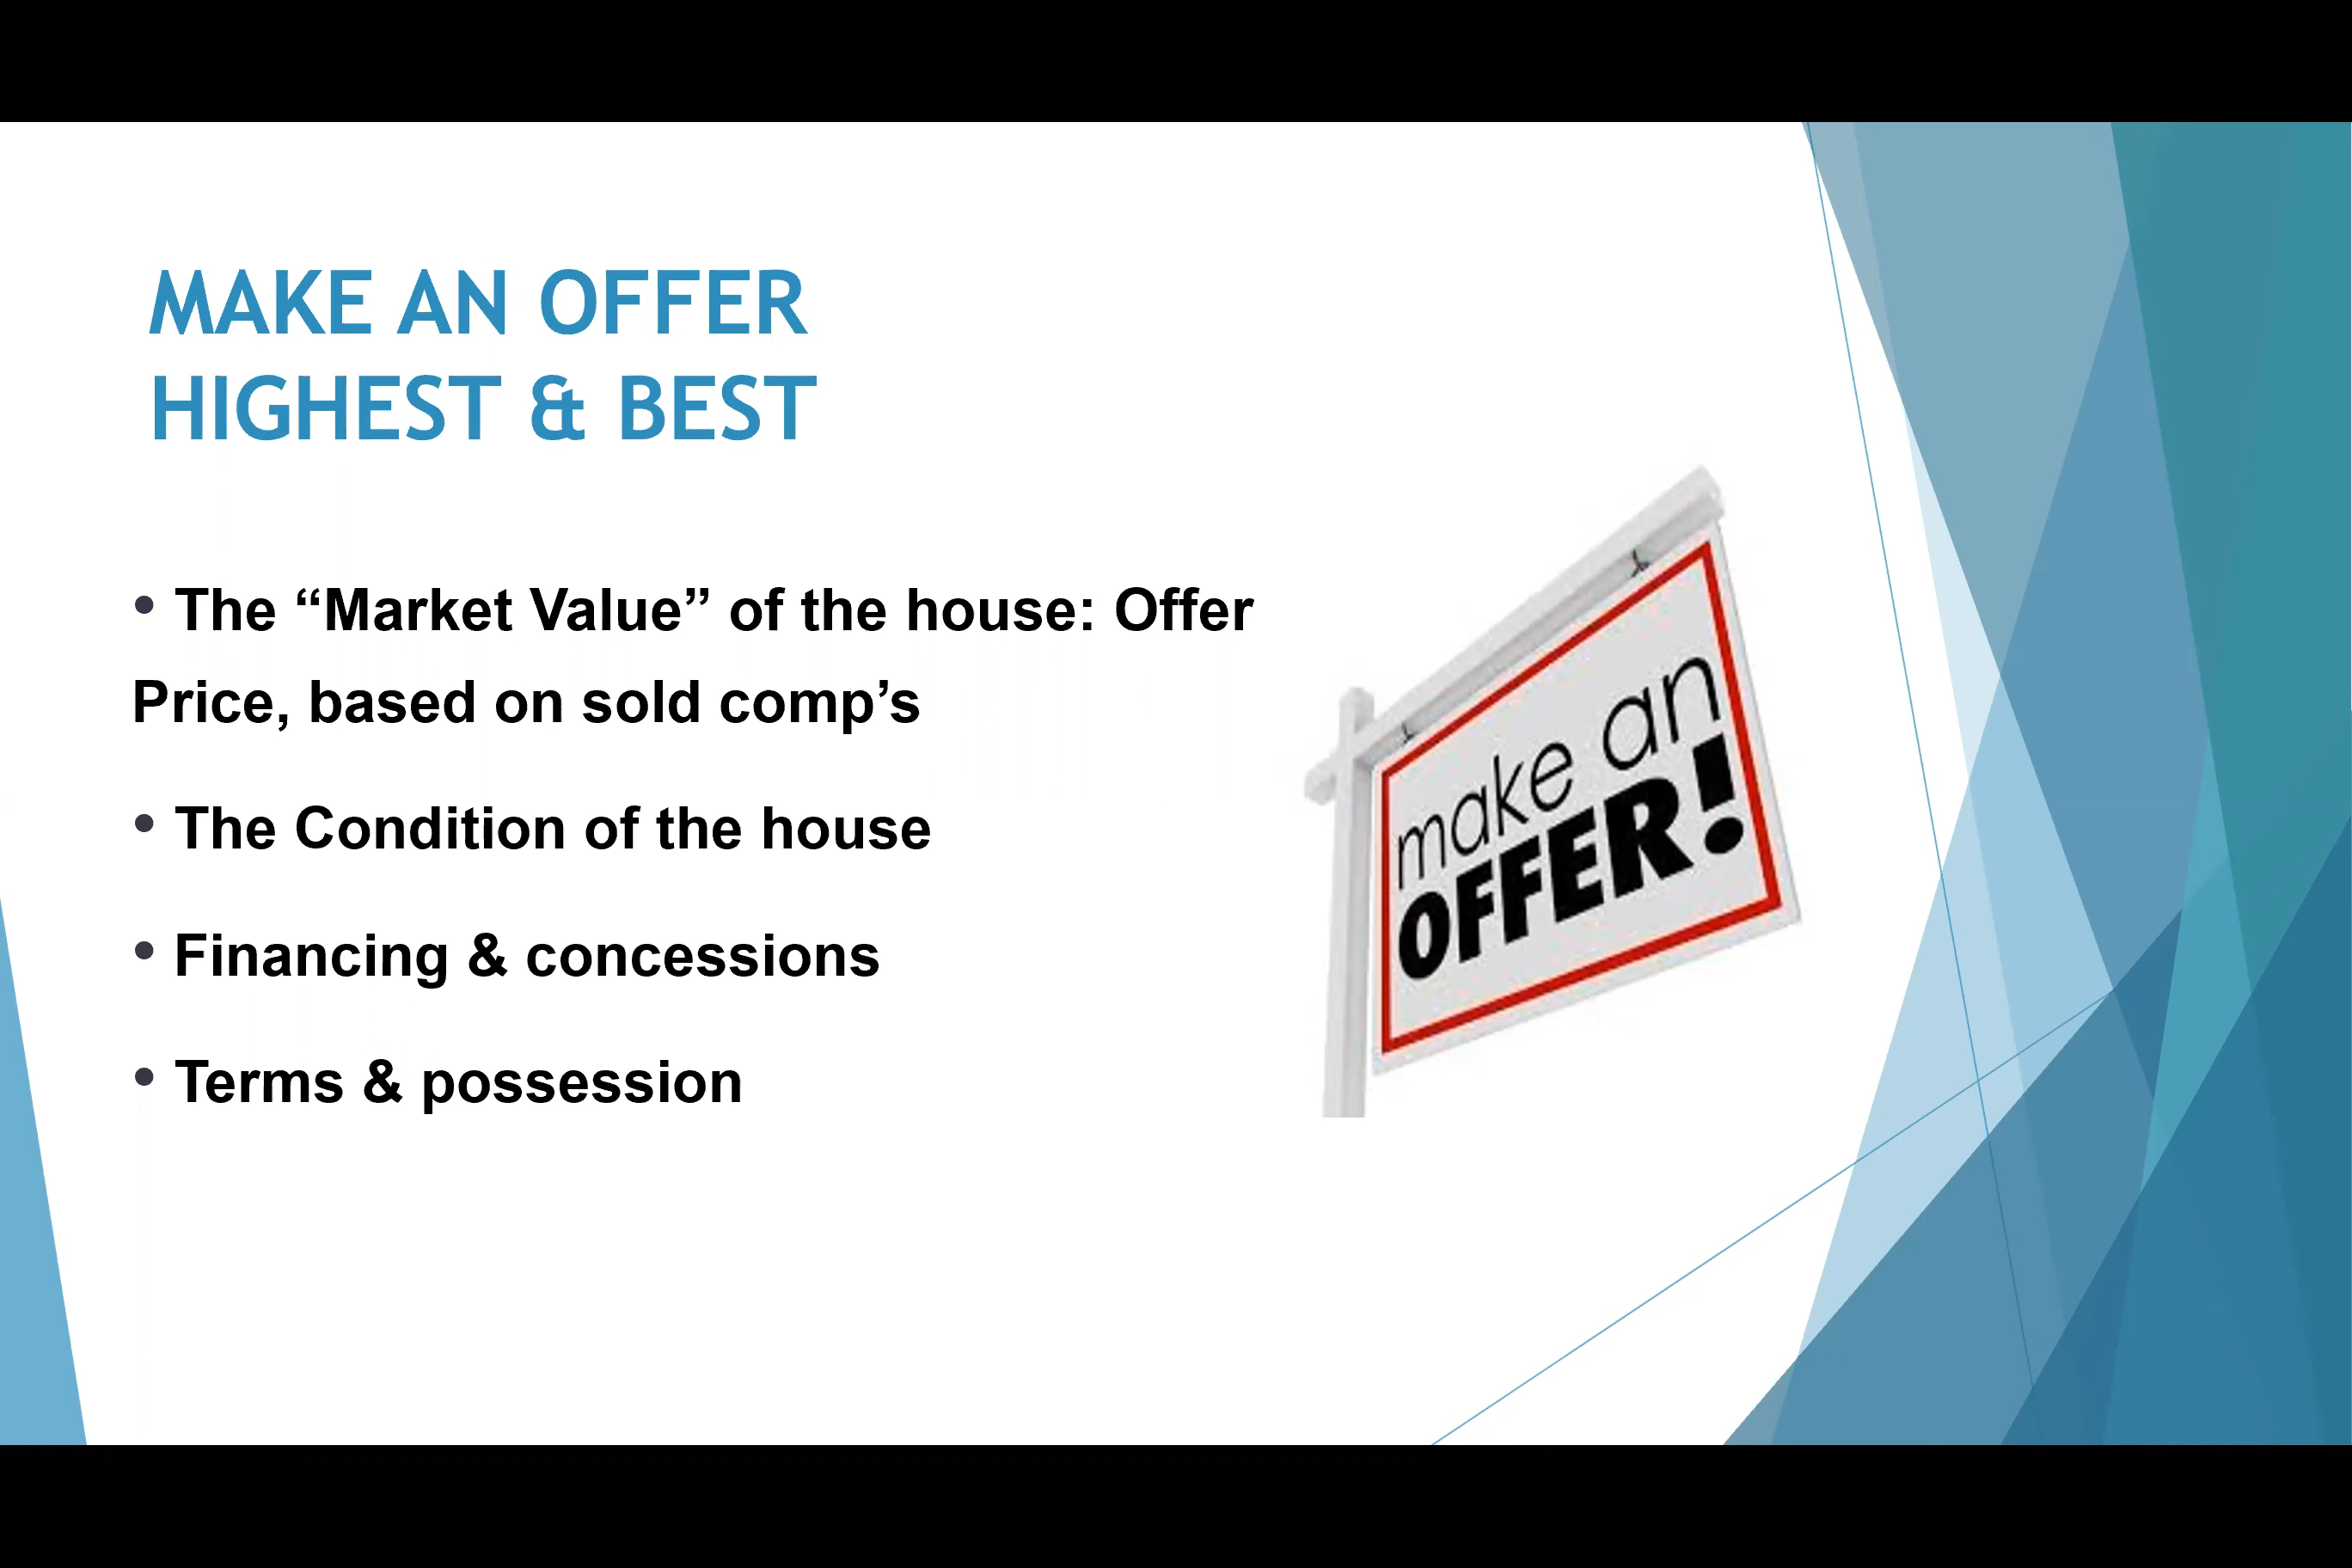 MAKE AN OFFER
HIGHEST & BEST
• The “Market Value” of the house: Offer
Price, based on sold comp’s
• The Condition of the house
• Financing & concessions
• Terms & possession
make an
OFFER!